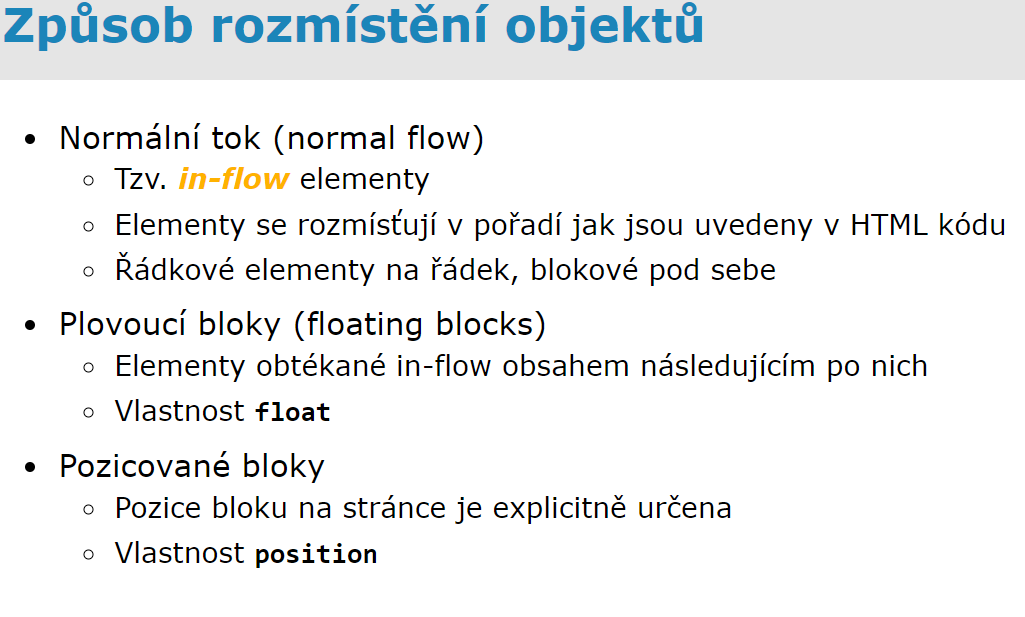 Způsob rozmístění objektů
• Normální tok (normal flow)
◦ Tzv. in-flow elementy
◦ Elementy se rozmísťují v pořadí jak jsou uvedeny v HTML kódu
◦ Řádkové elementy na řádek, blokové pod sebe
• Plovoucí bloky (floating blocks)
◦ Elementy obtékané in-flow obsahem následujícím po nich
◦ Vlastnost float
• Pozicované bloky
◦ Pozice bloku na stránce je explicitně určena
◦ Vlastnost position